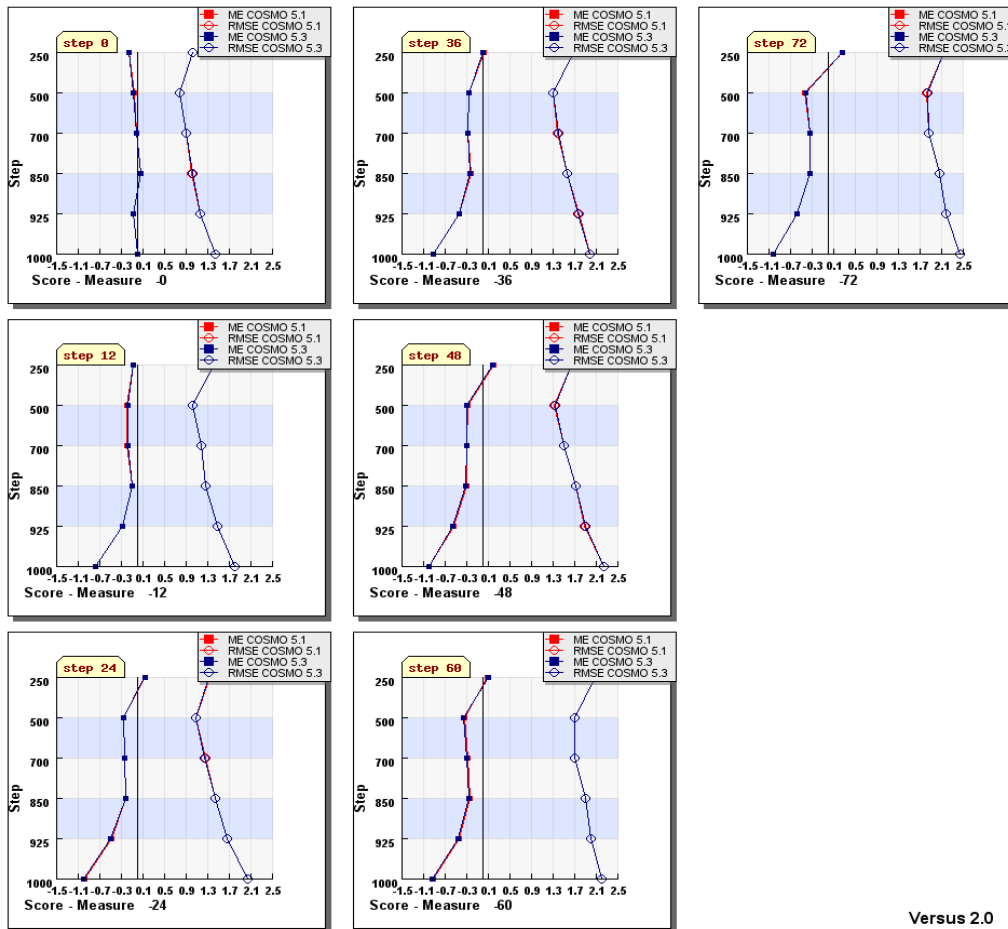 ME COSMO 5.1
RMSE COSMO 5.1
ME COSMO 5.3
RMSE COSMO 5.3
step 0
250
500
700
850
925
1000
Step
-1.5 -1.1 -0.7 -0.3 0.1 0.5 0.9 1.3 1.7 2.1 2.5
Score - Measure -0
ME COSMO 5.1
RMSE COSMO 5.1
ME COSMO 5.3
RMSE COSMO 5.3
step 36
250
500
700
850
925
1000
Step
-1.5 -1.1 -0.7 -0.3 0.1 0.5 0.9 1.3 1.7 2.1 2.5
Score - Measure -36
ME COSMO 5.1
RMSE COSMO 5.1
ME COSMO 5.3
RMSE COSMO 5.3
step 72
250
500
700
850
925
1000
Step
-1.5 -1.1 -0.7 -0.3 0.1 0.5 0.9 1.3 1.7 2.1 2.5
Score - Measure -72
ME COSMO 5.1
RMSE COSMO 5.1
ME COSMO 5.3
RMSE COSMO 5.3
step 12
250
500
700
850
925
1000
Step
-1.5 -1.1 -0.7 -0.3 0.1 0.5 0.9 1.3 1.7 2.1 2.5
Score - Measure -12
ME COSMO 5.1
RMSE COSMO 5.1
ME COSMO 5.3
RMSE COSMO 5.3
step 48
250
500
700
850
925
1000
Step
-1.5 -1.1 -0.7 -0.3 0.1 0.5 0.9 1.3 1.7 2.1 2.5
Score - Measure -48
ME COSMO 5.1
RMSE COSMO 5.1
ME COSMO 5.3
RMSE COSMO 5.3
step 24
250
500
700
850
925
1000
Step
-1.5 -1.1 -0.7 -0.3 0.1 0.5 0.9 1.3 1.7 2.1 2.5
Score - Measure -24
ME COSMO 5.1
RMSE COSMO 5.1
ME COSMO 5.3
RMSE COSMO 5.3
step 60
250
500
700
850
925
1000
Step
-1.5 -1.1 -0.7 -0.3 0.1 0.5 0.9 1.3 1.7 2.1 2.5
Score - Measure -60
Versus 2.0